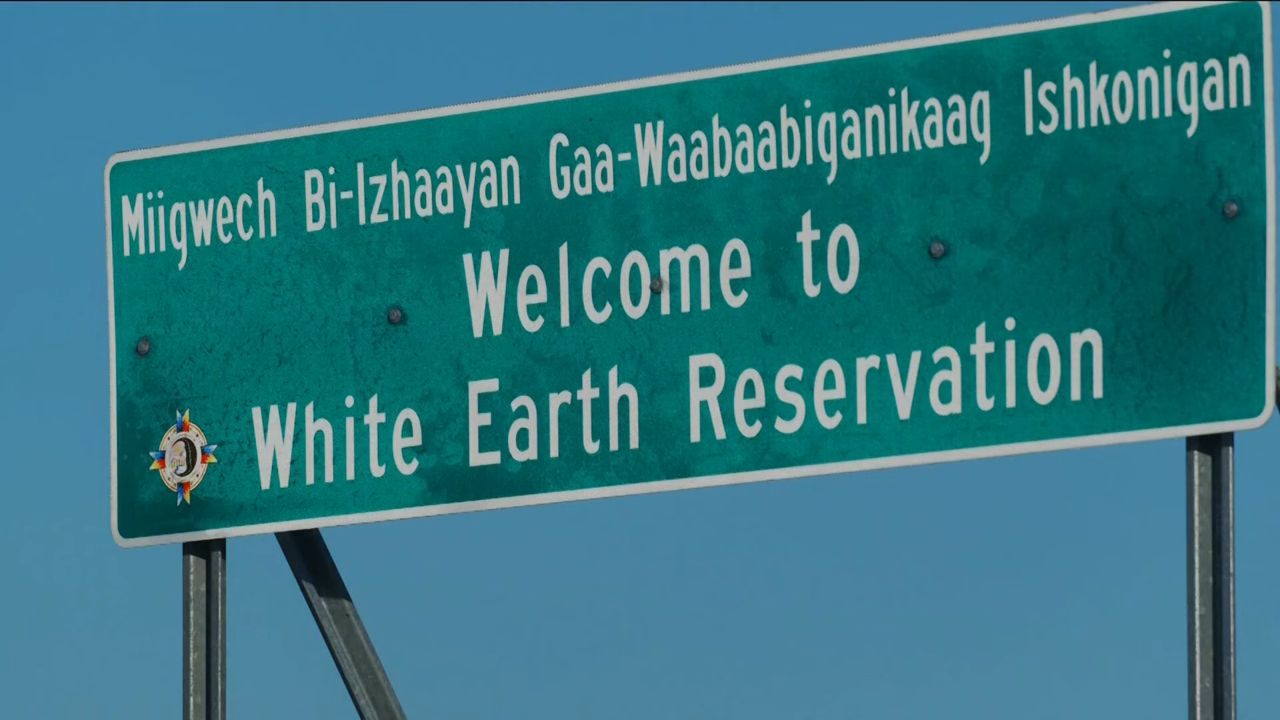 Miigwech Bi-Izhaayan Gaa-Waabaabiganikaag Ishkonigan
Welcome to
White Earth Reservation